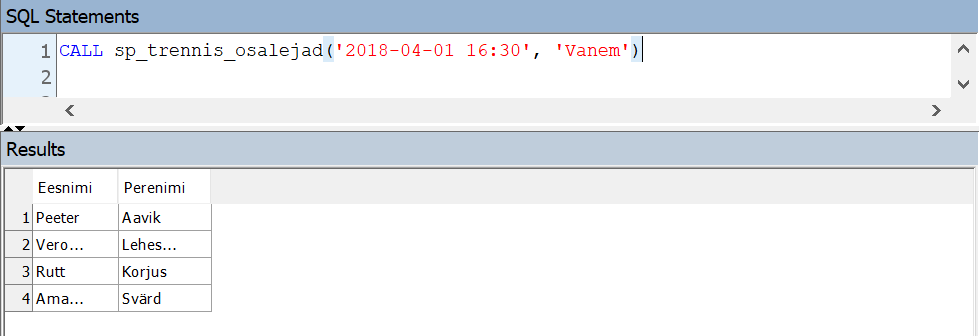 SQL Statements
1 CALL sp_trennis_osalejad('2018-04-01 16:30', 'Vanem')
2
Results
Eesnimi Perenimi
1 Peeter Aavik
2 Vero... Lehes...
3 Rutt Korjus
4 Ama... Svärd